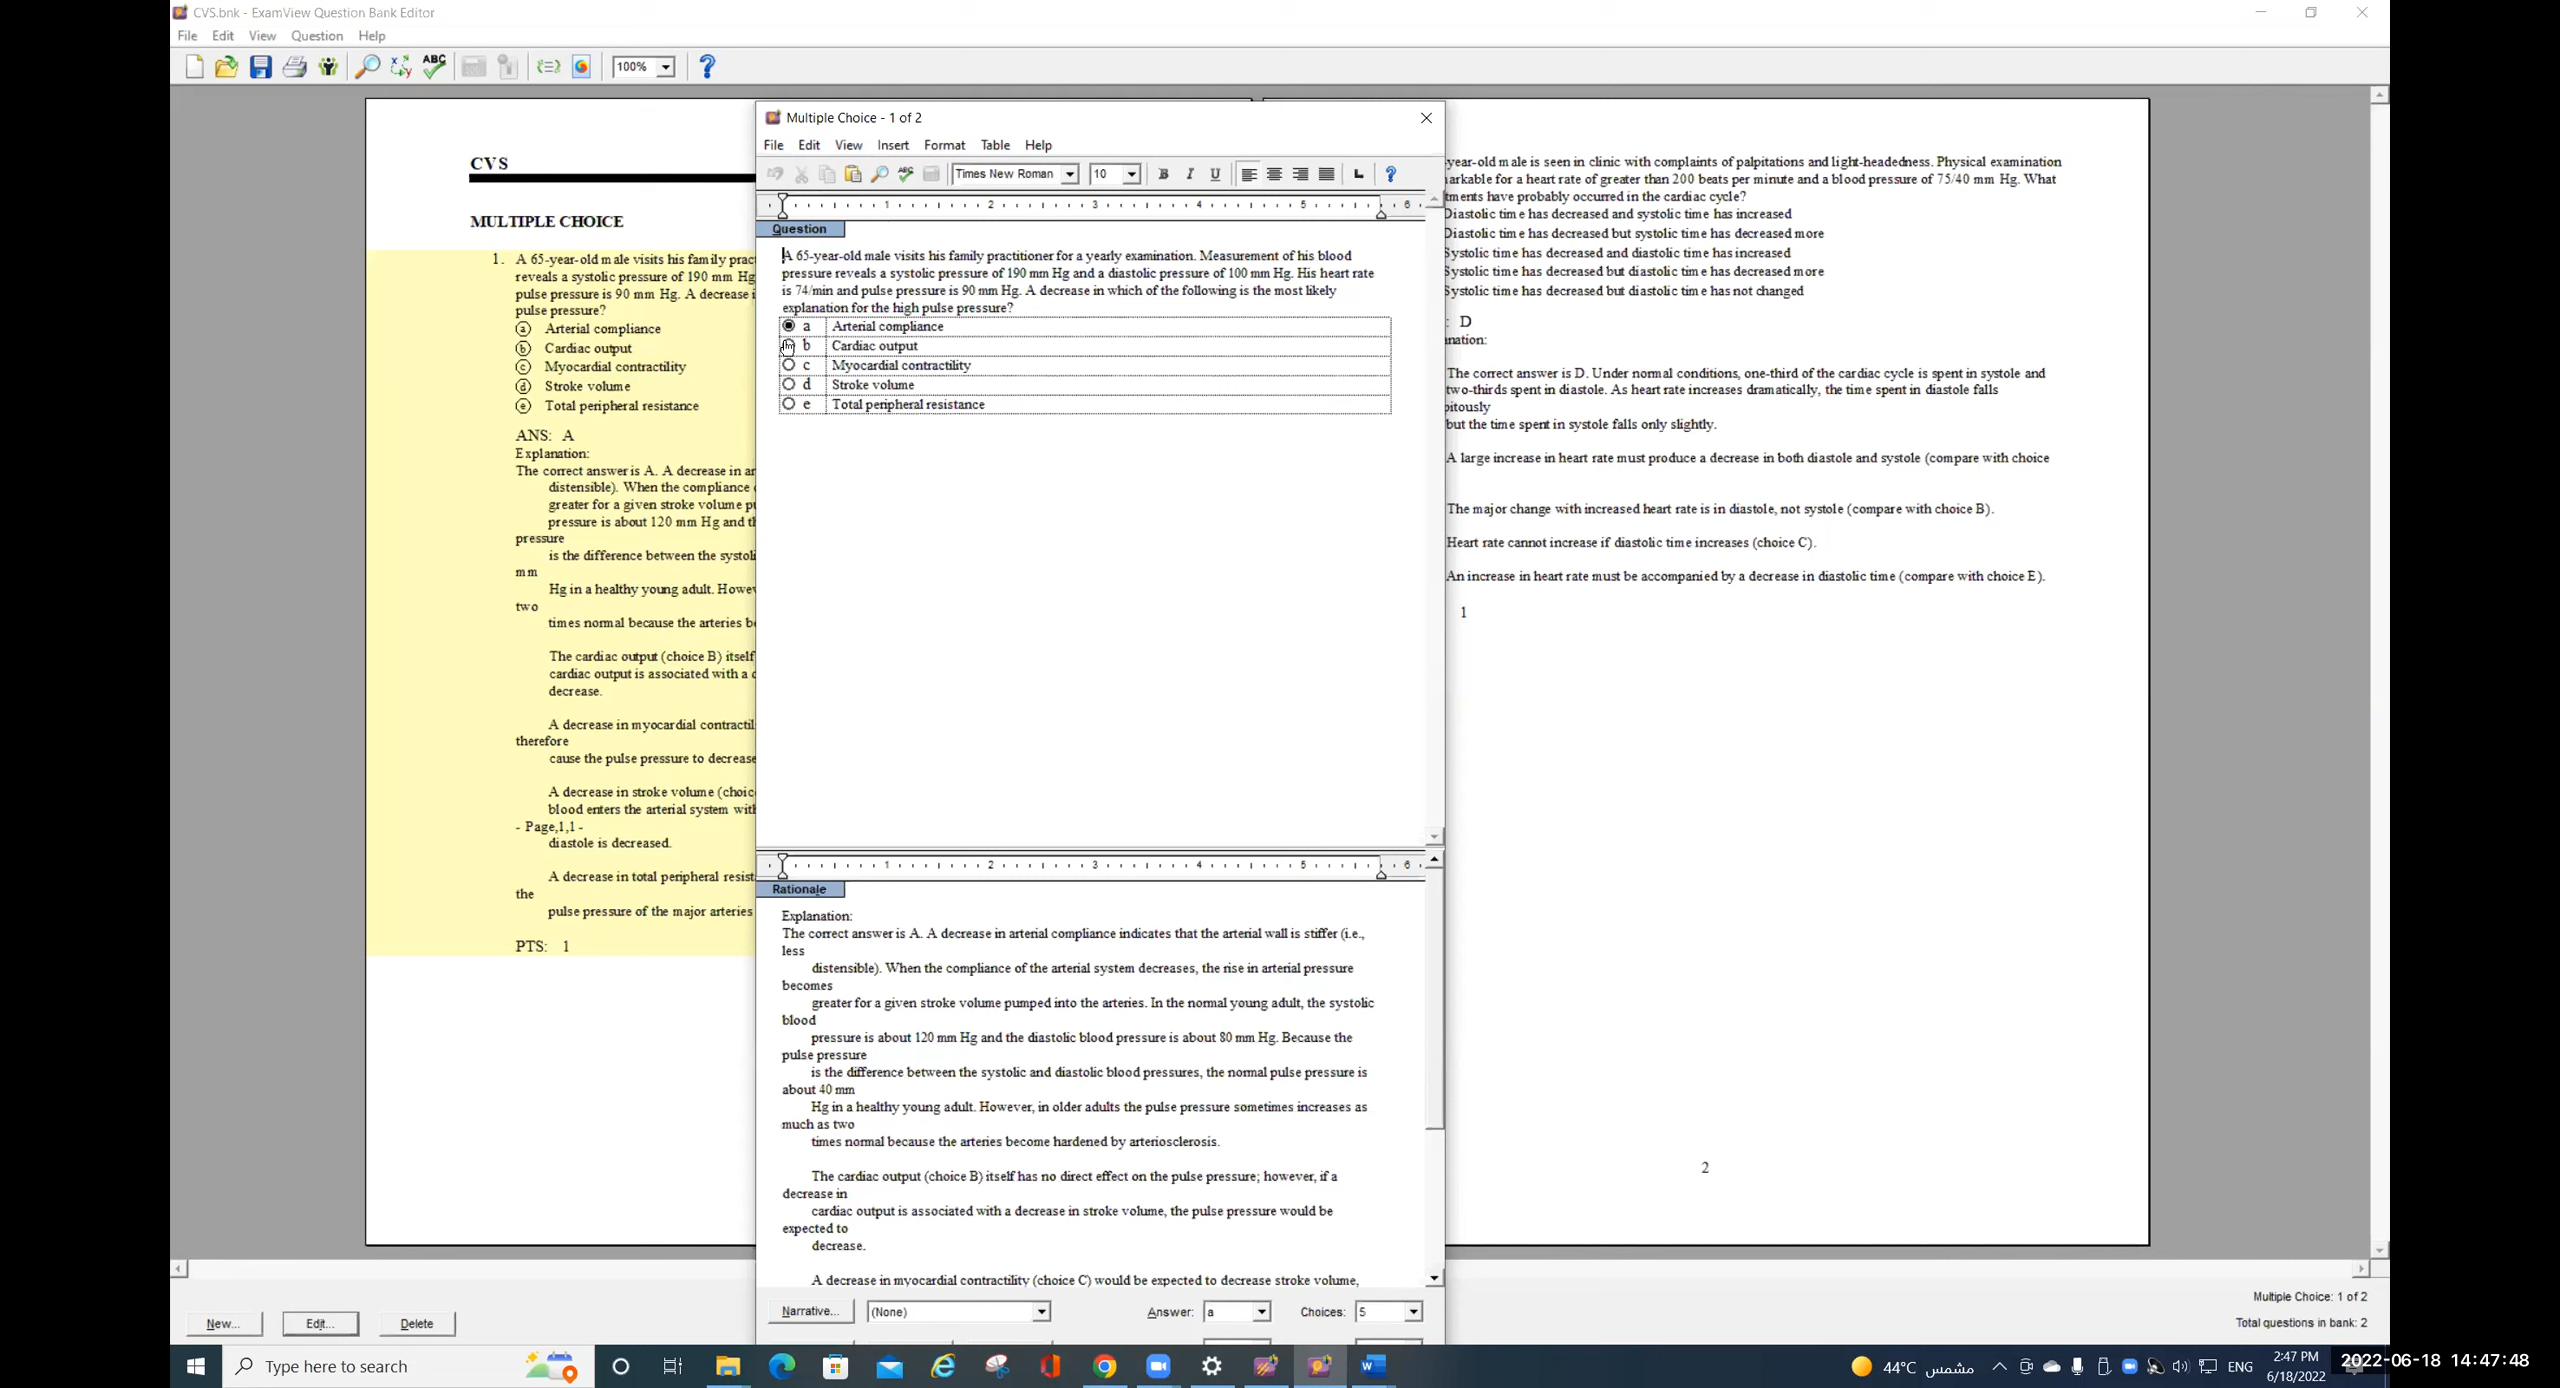 CVS.bnk - ExamView Question Bank Editor
File Edit View Question Help
ABC 100% ?
CVS
MULTIPLE CHOICE
1. A 65-year-old male visits his family prac
reveals a systolic pressure of 190 mm Hg
pulse pressure is 90 mm Hg. A decrease i
pulse pressure?
a Arterial compliance
b Cardiac output
c Myocardial contractility
d Stroke volume
e Total peripheral resistance
ANS: A
Explanation:
The correct answer is A. A decrease in ar
distensible). When the compliance
greater for a given stroke volume pu
pressure is about 120 mm Hg and th
pressure
is the difference between the systoli
mm
Hg in a healthy young adult. Howev
two
times normal because the arteries be
The cardiac output (choice B) itself
cardiac output is associated with a
decrease.
A decrease in myocardial contractil
therefore
cause the pulse pressure to decrease
A decrease in stroke volume (choic
blood enters the arterial system with
- Page,1,1 -
diastole is decreased.
A decrease in total peripheral resist
the
pulse pressure of the major arteries
PTS: 1
Multiple Choice - 1 of 2
File Edit View Insert Format Table Help
Times New Roman 10 B I U L ?
1 2 3 4 5 6
Question
A 65-year-old male visits his family practitioner for a yearly examination. Measurement of his blood
pressure reveals a systolic pressure of 190 mm Hg and a diastolic pressure of 100 mm Hg. His heart rate
is 74/min and pulse pressure is 90 mm Hg. A decrease in which of the following is the most likely
explanation for the high pulse pressure?
a Arterial compliance
b Cardiac output
c Myocardial contractility
d Stroke volume
e Total peripheral resistance
1 2 3 4 5 6
Rationale
Explanation:
The correct answer is A. A decrease in arterial compliance indicates that the arterial wall is stiffer (i.e.,
less
distensible). When the compliance of the arterial system decreases, the rise in arterial pressure
becomes
greater for a given stroke volume pumped into the arteries. In the normal young adult, the systolic
blood
pressure is about 120 mm Hg and the diastolic blood pressure is about 80 mm Hg. Because the
pulse pressure
is the difference between the systolic and diastolic blood pressures, the normal pulse pressure is
about 40 mm
Hg in a healthy young adult. However, in older adults the pulse pressure sometimes increases as
much as two
times normal because the arteries become hardened by arteriosclerosis.
The cardiac output (choice B) itself has no direct effect on the pulse pressure; however, if a
decrease in
cardiac output is associated with a decrease in stroke volume, the pulse pressure would be
expected to
decrease.
A decrease in myocardial contractility (choice C) would be expected to decrease stroke volume,
Narrative... (None) Answer: a Choices: 5
-year-old male is seen in clinic with complaints of palpitations and light-headedness. Physical examination
arkable for a heart rate of greater than 200 beats per minute and a blood pressure of 75/40 mm Hg. What
tments have probably occurred in the cardiac cycle?
Diastolic time has decreased and systolic time has increased
Diastolic time has decreased but systolic time has decreased more
Systolic time has decreased and diastolic time has increased
Systolic time has decreased but diastolic time has decreased more
Systolic time has decreased but diastolic time has not changed
: D
nation:
The correct answer is D. Under normal conditions, one-third of the cardiac cycle is spent in systole and
two-thirds spent in diastole. As heart rate increases dramatically, the time spent in diastole falls
pitously
but the time spent in systole falls only slightly.
A large increase in heart rate must produce a decrease in both diastole and systole (compare with choice
The major change with increased heart rate is in diastole, not systole (compare with choice B).
Heart rate cannot increase if diastolic time increases (choice C).
An increase in heart rate must be accompanied by a decrease in diastolic time (compare with choice E).
1
2
New... Edit... Delete
Multiple Choice: 1 of 2
Total questions in bank: 2
Type here to search
44°C مشمس
ENG
2:47 PM
6/18/2022
2022-06-18 14:47:48